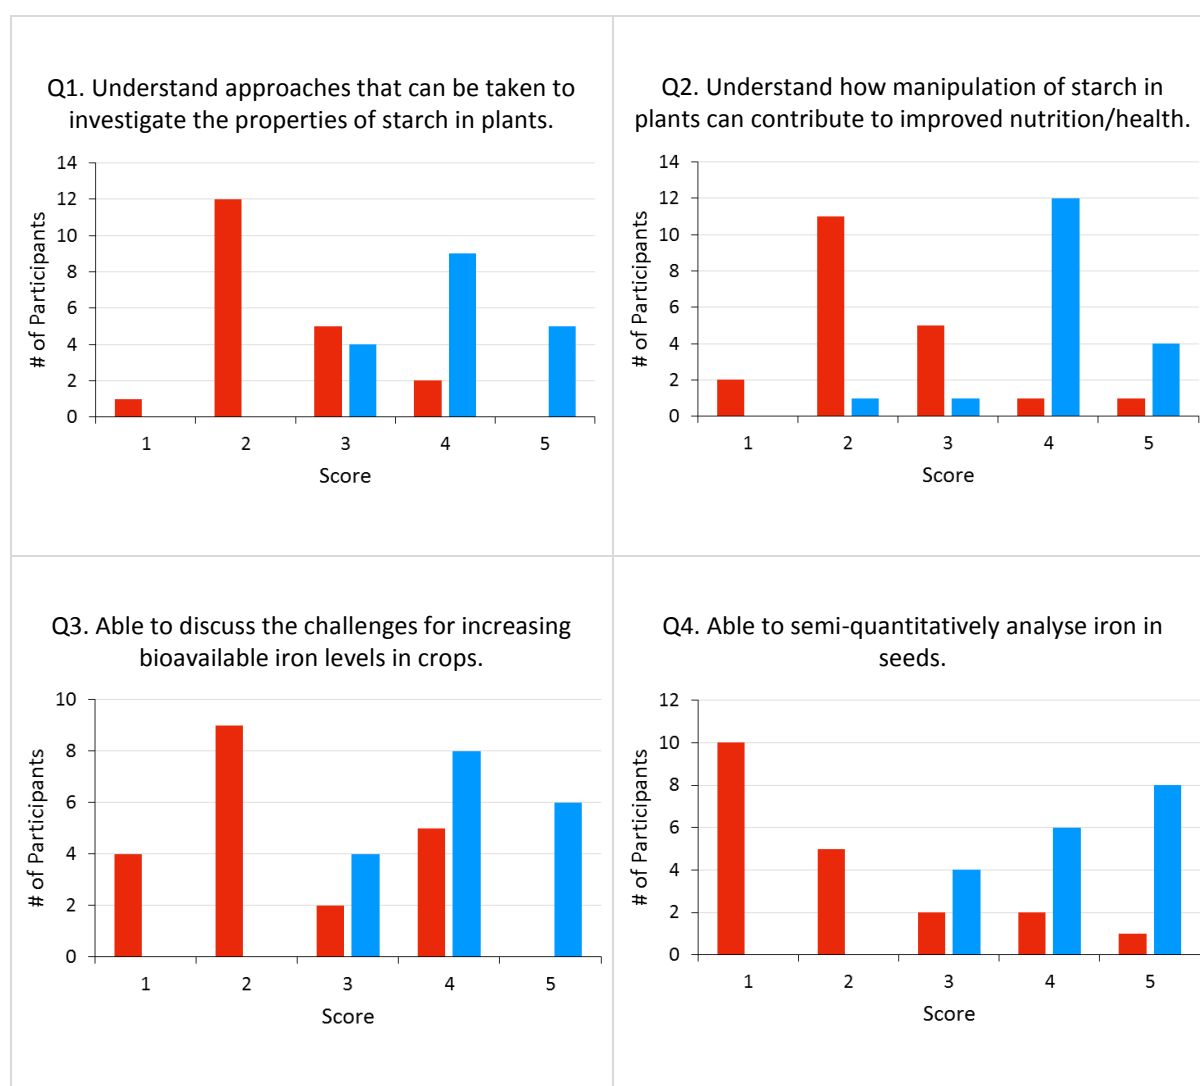 Q1. Understand approaches that can be taken to
investigate the properties of starch in plants.
14
12
10
8
6
4
2
0
# of Participants
1 2 3 4 5
Score
Q2. Understand how manipulation of starch in
plants can contribute to improved nutrition/health.
14
12
10
8
6
4
2
0
# of Participants
1 2 3 4 5
Score
Q3. Able to discuss the challenges for increasing
bioavailable iron levels in crops.
10
8
6
4
2
0
# of Participants
1 2 3 4 5
Score
Q4. Able to semi-quantitatively analyse iron in
seeds.
12
10
8
6
4
2
0
# of Participants
1 2 3 4 5
Score